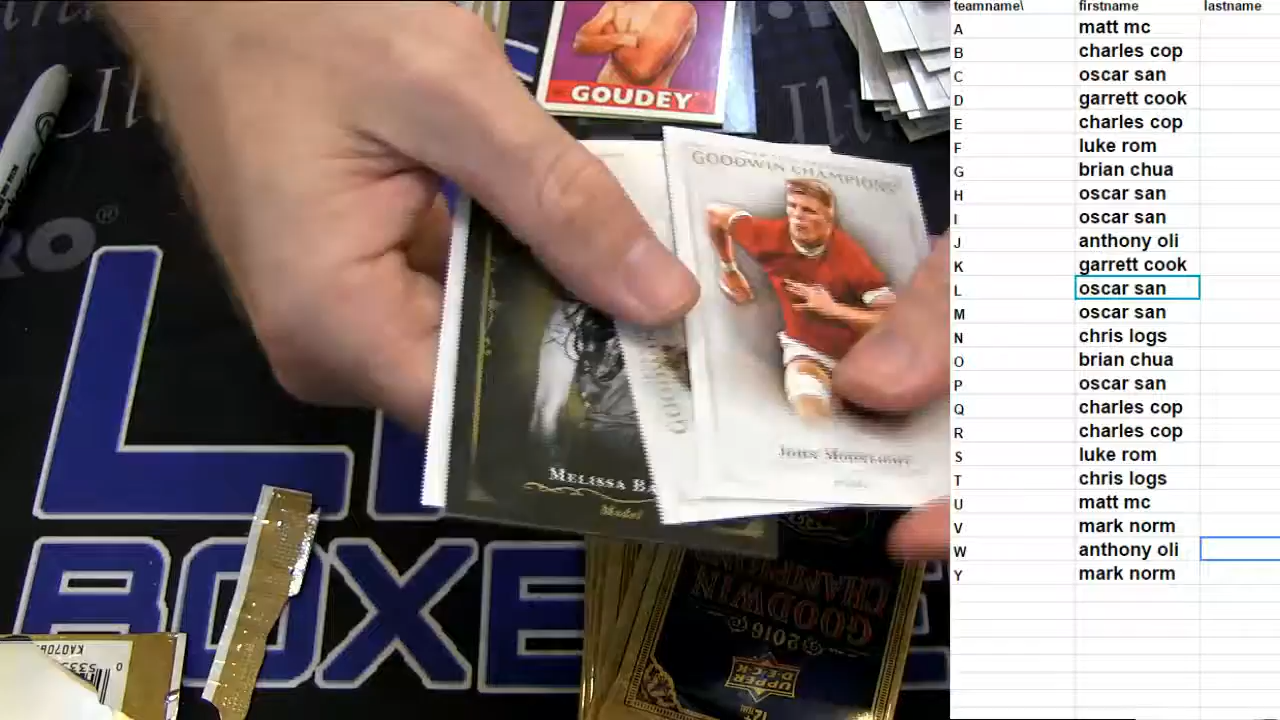 GOUDEY
GOODWIN CHAMPIONS
MELISSA BA
Model
2016
GOODWIN
CHAMPION
UPPER
DECK
BOXE
teamname\ firstname lastname
A matt mc
B charles cop
C oscar san
D garrett cook
E charles cop
F luke rom
G brian chua
H oscar san
I oscar san
J anthony oli
K garrett cook
L oscar san
M oscar san
N chris logs
O brian chua
P oscar san
Q charles cop
R charles cop
S luke rom
T chris logs
U matt mc
V mark norm
W anthony oli
Y mark norm